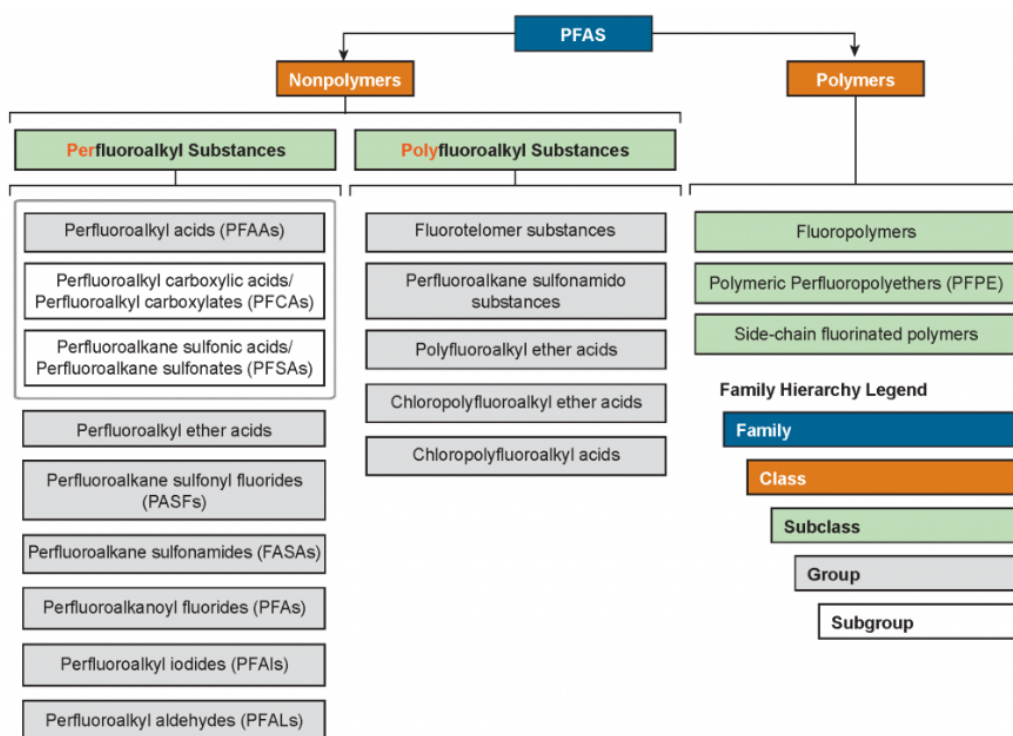 PFAS
Nonpolymers
Polymers
Perfluoroalkyl Substances
Polyfluoroalkyl Substances
Perfluoroalkyl acids (PFAAs)
Perfluoroalkyl carboxylic acids/
Perfluoroalkyl carboxylates (PFCAs)
Perfluoroalkane sulfonic acids/
Perfluoroalkane sulfonates (PFSAs)
Perfluoroalkyl ether acids
Perfluoroalkane sulfonyl fluorides
(PASFs)
Perfluoroalkane sulfonamides (FASAs)
Perfluoroalkanoyl fluorides (PFAs)
Perfluoroalkyl iodides (PFAIs)
Perfluoroalkyl aldehydes (PFALs)
Fluorotelomer substances
Perfluoroalkane sulfonamido
substances
Polyfluoroalkyl ether acids
Chloropolyfluoroalkyl ether acids
Chloropolyfluoroalkyl acids
Fluoropolymers
Polymeric Perfluoropolyethers (PFPE)
Side-chain fluorinated polymers
Family Hierarchy Legend
Family
Class
Subclass
Group
Subgroup